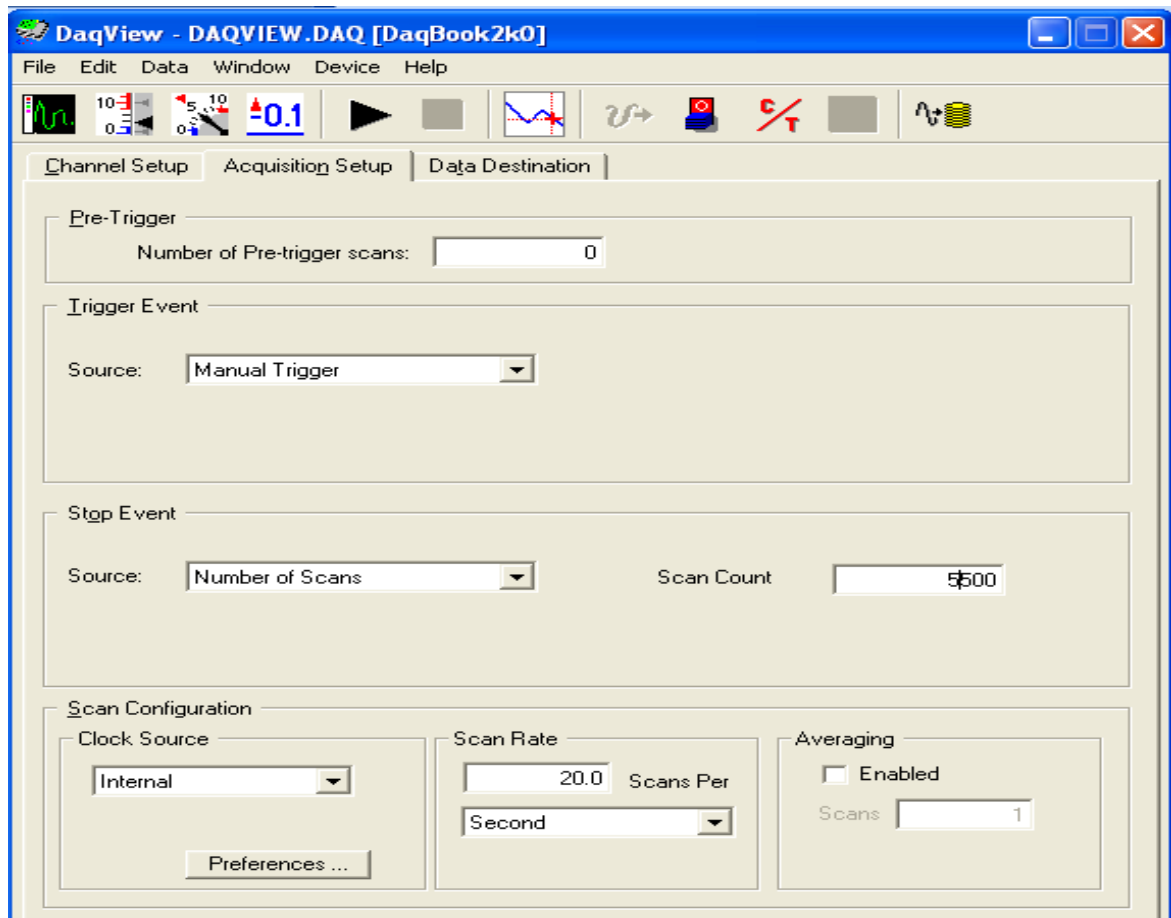 DaqView - DAQVIEW.DAQ [DaqBook2k0]
File Edit Data Window Device Help
10 0 5 10 0 0.1 C/T
Channel Setup Acquisition Setup Data Destination
Pre-Trigger
Number of Pre-trigger scans: 0
Trigger Event
Source: Manual Trigger
Stop Event
Source: Number of Scans Scan Count 5500
Scan Configuration
Clock Source Scan Rate Averaging
Internal 20.0 Scans Per Enabled
Second Scans 1
Preferences ...